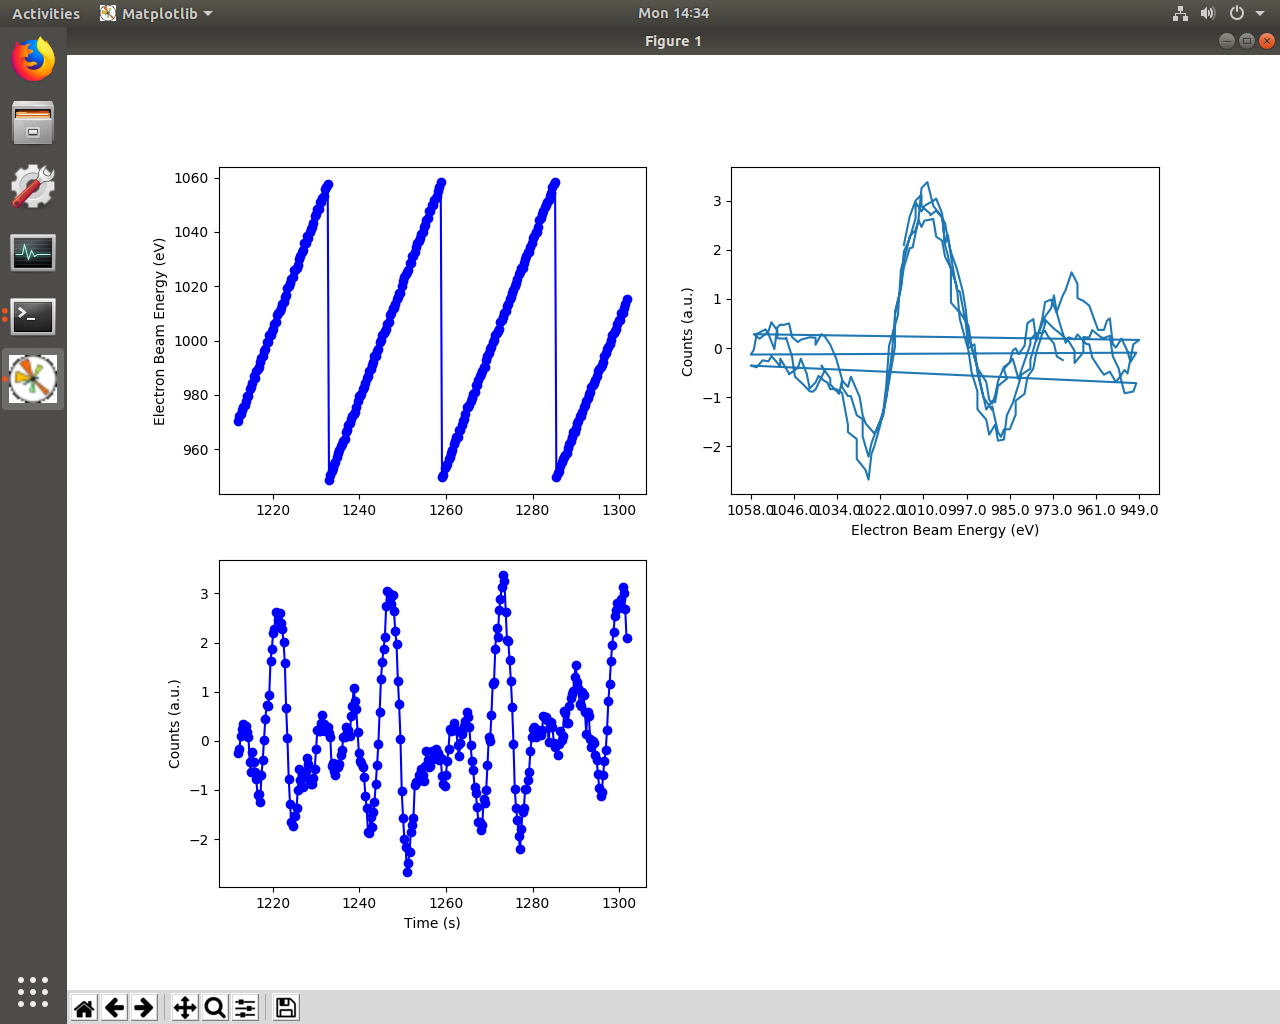 Activities Matplotlib Mon 14:34
Figure 1
1060
1040
1020
1000
980
960
Electron Beam Energy (eV)
1220 1240 1260 1280 1300
3
2
1
0
−1
−2
Counts (a.u.)
1058.0 1046.0 1034.0 1022.0 1010.0 997.0 985.0 973.0 961.0 949.0
Electron Beam Energy (eV)
3
2
1
0
−1
−2
Counts (a.u.)
1220 1240 1260 1280 1300
Time (s)